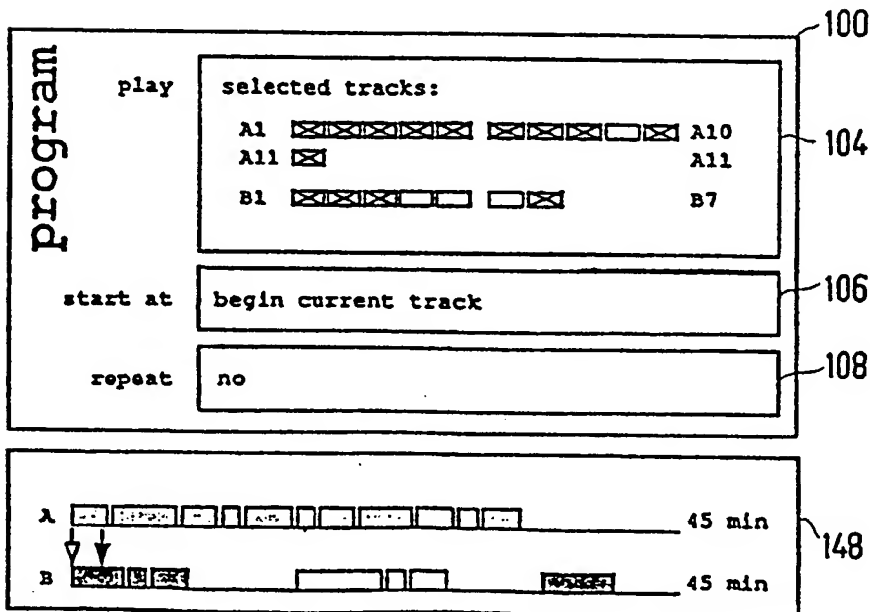 100
program
play
selected tracks:
A1 A10
A11 A11
B1 B7
104
start at
begin current track
106
repeat
no
108
A 45 min
B 45 min
148